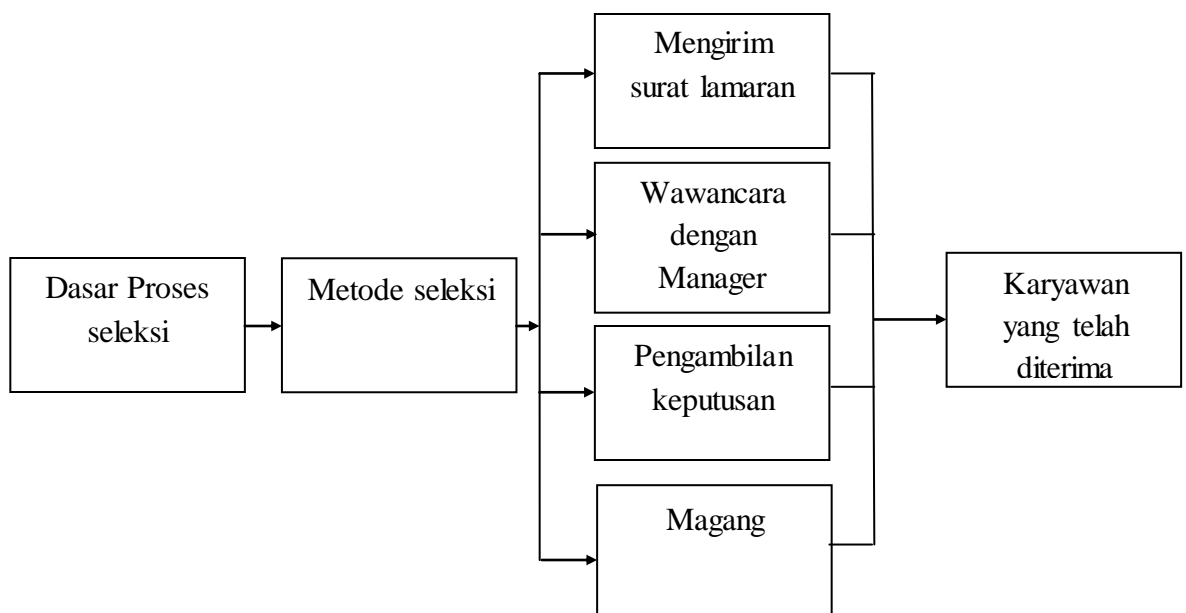 Mengirim
surat lamaran
Wawancara
dengan
Manager
Dasar Proses
seleksi
Metode seleksi
Karyawan
yang telah
diterima
Pengambilan
keputusan
Magang